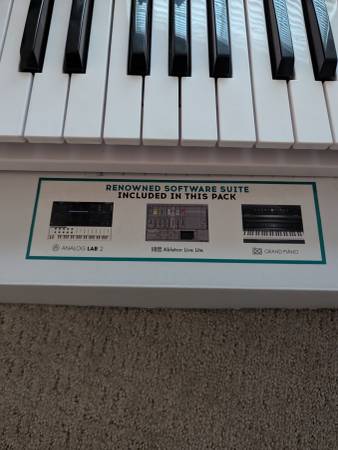 RENOWNED SOFTWARE SUITE
INCLUDED IN THIS PACK
ANALOG LAB 2
Ableton Live Lite
GRAND PIANO